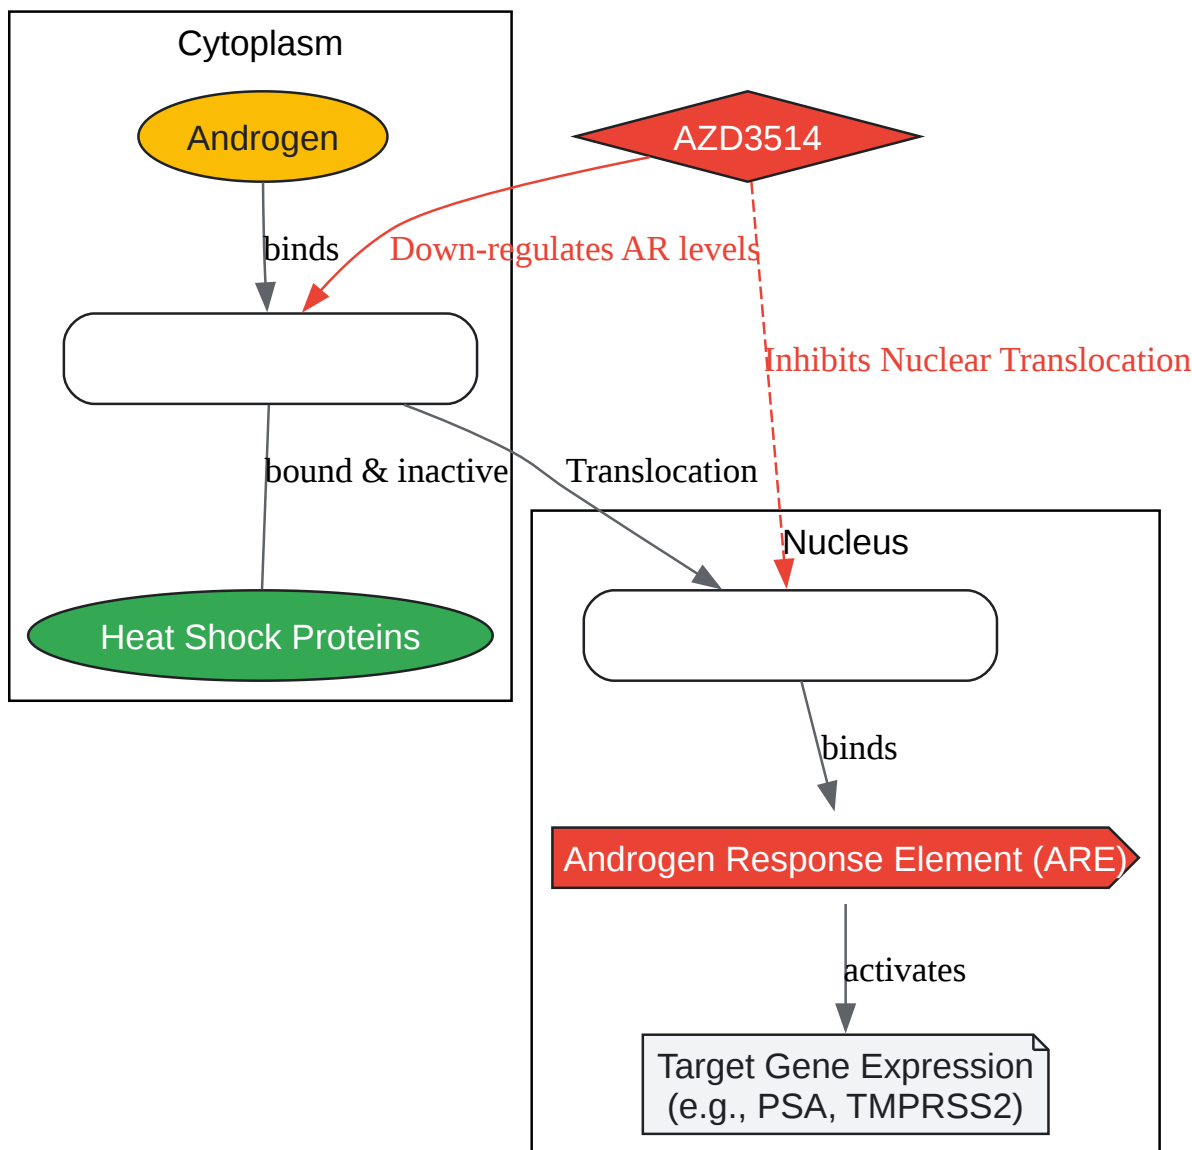 Cytoplasm
Androgen
AZD3514
binds
Down-regulates AR levels
Inhibits Nuclear Translocation
bound & inactive
Translocation
Nucleus
Heat Shock Proteins
binds
Androgen Response Element (ARE)
activates
Target Gene Expression
(e.g., PSA, TMPRSS2)